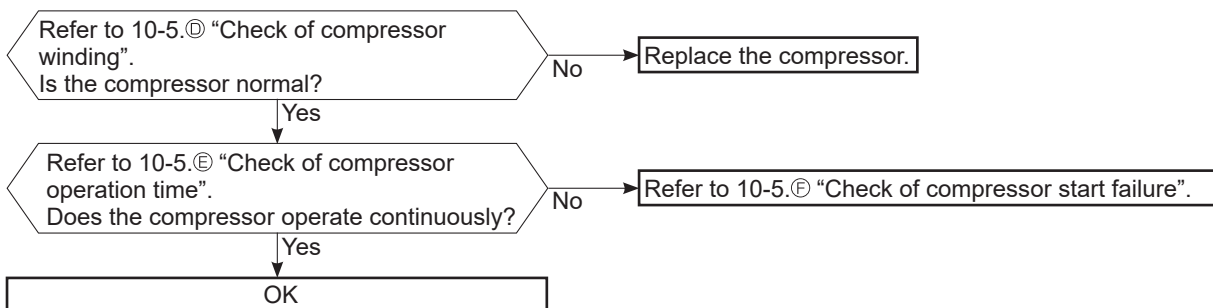 Refer to 10-5.Ⓓ “Check of compressor
winding”.
Is the compressor normal?
No
Replace the compressor.
Yes
Refer to 10-5.Ⓔ “Check of compressor
operation time”.
Does the compressor operate continuously?
No
Refer to 10-5.Ⓕ “Check of compressor start failure”.
Yes
OK